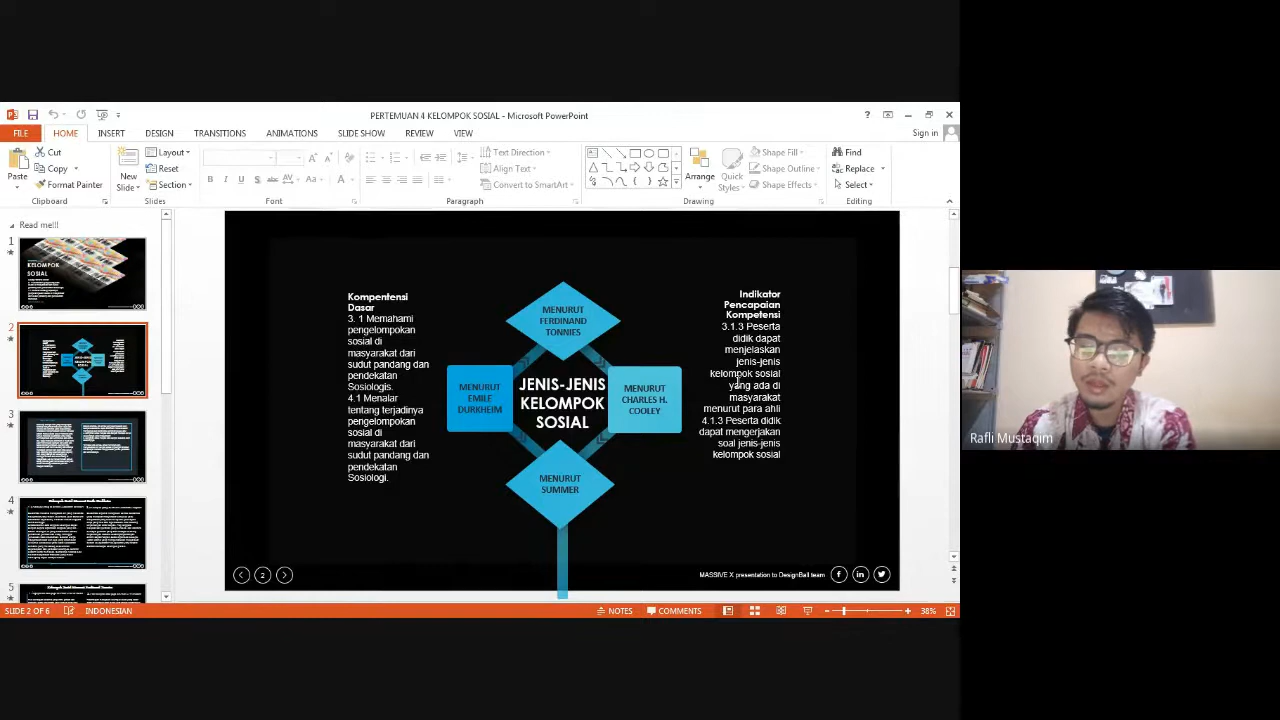 PERTEMUAN 4 KELOMPOK SOSIAL - Microsoft PowerPoint
Sign in
FILE HOME INSERT DESIGN TRANSITIONS ANIMATIONS SLIDE SHOW REVIEW VIEW
Paste
Cut
Copy
Format Painter
Clipboard
New
Slide
Layout
Reset
Section
Slides
Font
Text Direction
Align Text
Convert to SmartArt
Paragraph
Arrange
Quick
Styles
Shape Fill
Shape Outline
Shape Effects
Drawing
Find
Replace
Select
Editing
Read me!!!
1
KELOMPOK
SOSIAL
2
3
4
5
Kompentensi
Dasar
3. 1 Memahami
pengelompokan
sosial di
masyarakat dari
sudut pandang dan
pendekatan
Sosiologis.
4.1 Menalar
tentang terjadinya
pengelompokan
sosial di
masyarakat dari
sudut pandang dan
pendekatan
Sosiologi.
MENURUT
FERDINAND
TONNIES
MENURUT
EMILE
DURKHEIM
JENIS-JENIS
KELOMPOK
SOSIAL
MENURUT
CHARLES H.
COOLEY
MENURUT
SUMMER
Indikator
Pencapaian
Kompetensi
3.1.3 Peserta
didik dapat
menjelaskan
jenis-jenis
kelompok sosial
yang ada di
masyarakat
menurut para ahli
4.1.3 Peserta didik
dapat mengerjakan
soal jenis-jenis
kelompok sosial
2
MASSIVE X presentation to DesignBall team
SLIDE 2 OF 6
INDONESIAN
NOTES
COMMENTS
38%
Rafli Mustaqim